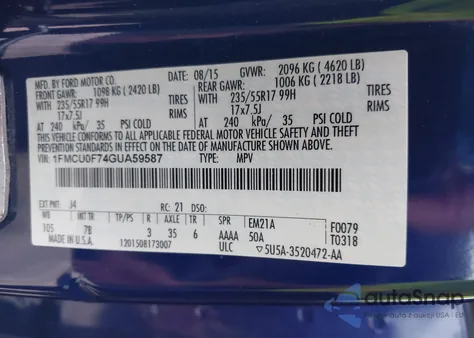 MFD. BY FORD MOTOR CO.
DATE: 08/15 GVWR: 2096 KG ( 4620 LB)
FRONT GAWR: 1098 KG ( 2420 LB) REAR GAWR: 1006 KG ( 2218 LB)
WITH 235/55R17 99H TIRES WITH 235/55R17 99H TIRES
17x7.5J RIMS 17x7.5J RIMS
AT 240 kPa/ 35 PSI COLD AT 240 kPa/ 35 PSI COLD
THIS VEHICLE CONFORMS TO ALL APPLICABLE FEDERAL MOTOR VEHICLE SAFETY AND THEFT
PREVENTION STANDARDS IN EFFECT ON THE DATE OF MANUFACTURE SHOWN ABOVE.
VIN: 1FMCU0F74GUA59587 TYPE: MPV
EXT PNT: J4 RC: 21 DSO:
WB INT TR TP/PS R AXLE TR SPR EM21A F0079
105 7B 3 35 6 AAAA 50A T0318
MADE IN U.S.A. 1201508173007 ULC 5U5A-3520472-AA
autoSnap